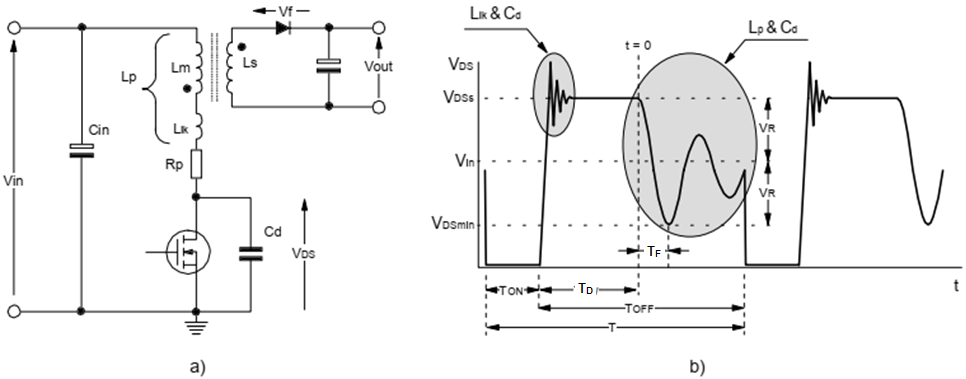 Vf
Lp
Lm
Ls
Vout
Cin
Llk
Vin
Rp
Cd
VDS
a)
Llk & Cd
Lp & Cd
t = 0
VDS
VDSs
VR
Vin
VR
VDSmin
TF
TON
TD
t
TOFF
T
b)